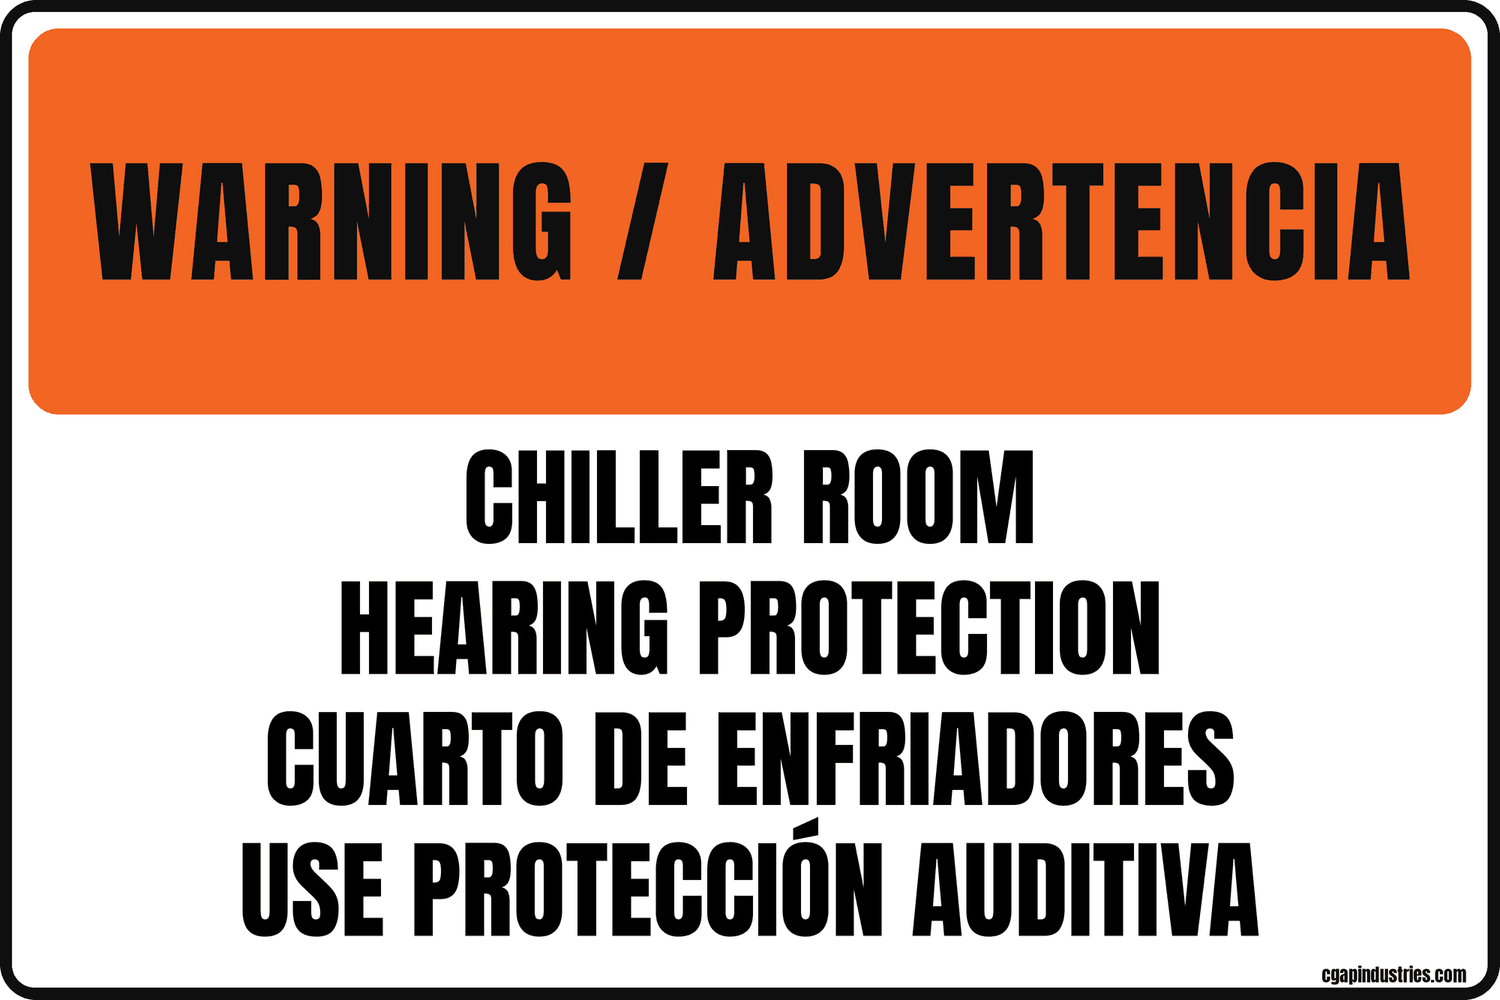 WARNING / ADVERTENCIA
CHILLER ROOM
HEARING PROTECTION
CUARTO DE ENFRIADORES
USE PROTECCIÓN AUDITIVA
cgapindustries.com